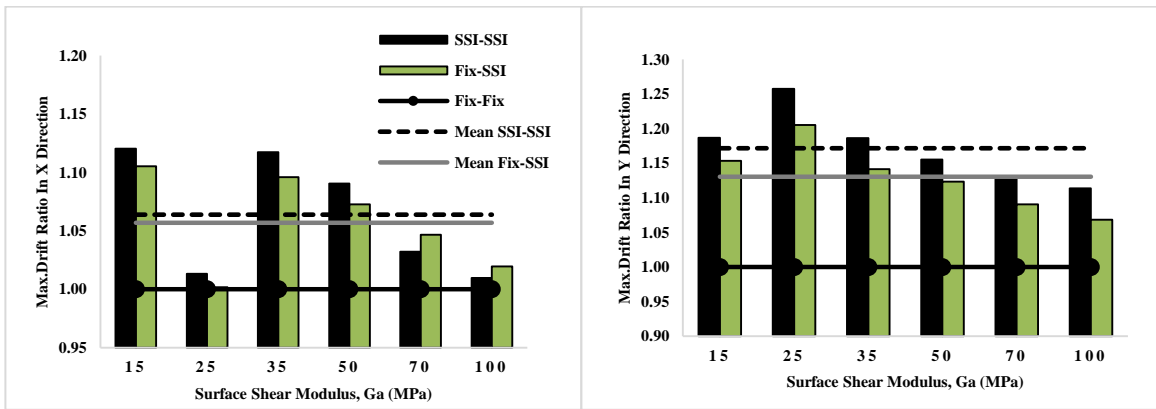 1.20
1.15
1.10
1.05
1.00
0.95
Max.Drift Ratio In X Direction
SSI-SSI
Fix-SSI
Fix-Fix
Mean SSI-SSI
Mean Fix-SSI
15 25 35 50 70 100
Surface Shear Modulus, Ga (MPa)
1.30
1.25
1.20
1.15
1.10
1.05
1.00
0.95
0.90
Max.Drift Ratio In Y Direction
15 25 35 50 70 100
Surface Shear Modulus, Ga (MPa)